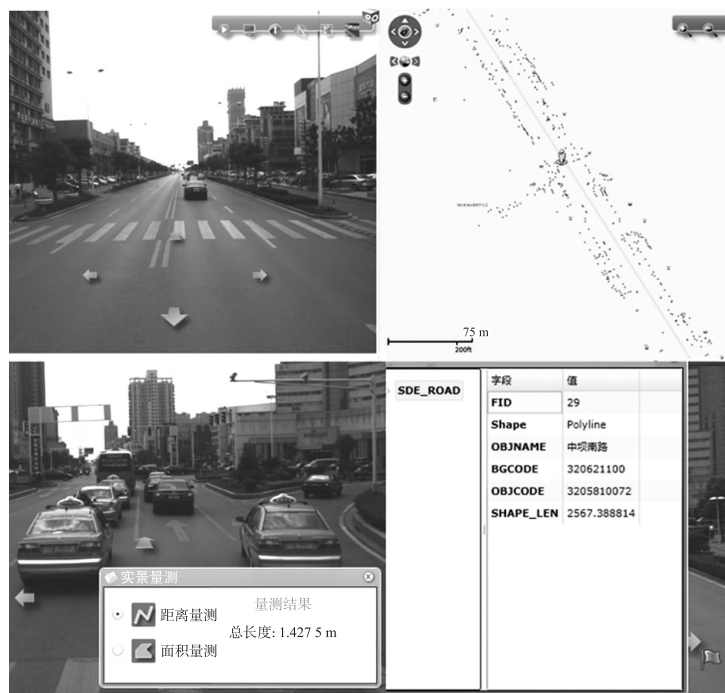 75 m
200ft
SDE_ROAD
字段 值
FID 29
Shape Polyline
OBJNAME 中坝南路
BGCODE 320621100
OBJCODE 3205810072
SHAPE_LEN 2567.388814
实景量测
量测结果
距离量测
总长度: 1.427 5 m
面积量测